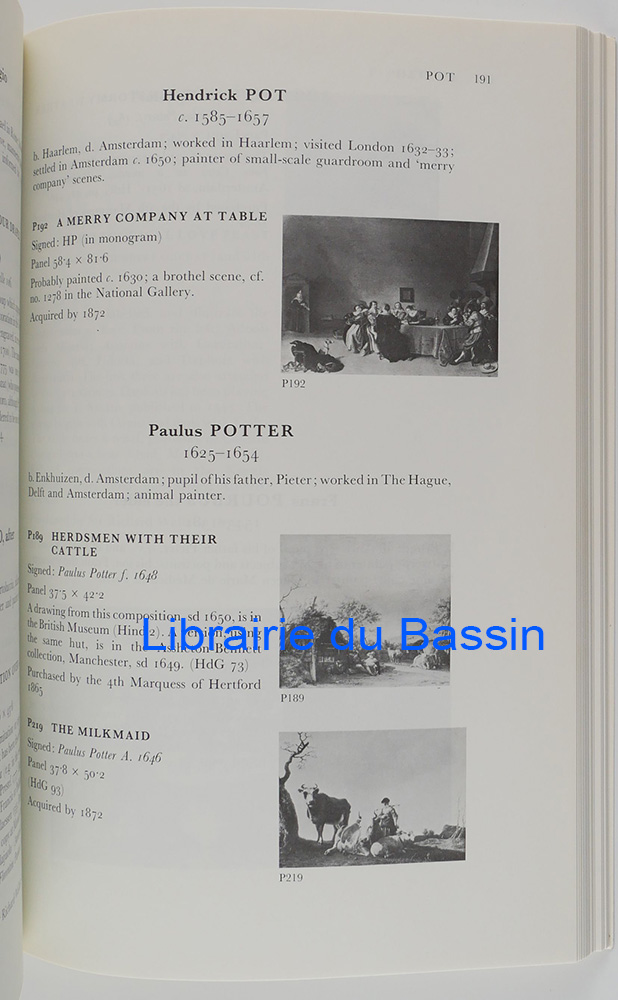 POT 191
Hendrick POT
c. 1585–1657
b. Haarlem, d. Amsterdam; worked in Haarlem; visited London 1632–33;
settled in Amsterdam c. 1650; painter of small-scale guardroom and ‘merry
company’ scenes.
P192 A MERRY COMPANY AT TABLE
Signed: HP (in monogram)
Panel 58·4 × 81·6
Probably painted c. 1630; a brothel scene, cf.
no. 1278 in the National Gallery.
Acquired by 1872
P192
Paulus POTTER
1625–1654
b. Enkhuizen, d. Amsterdam; pupil of his father, Pieter; worked in The Hague,
Delft and Amsterdam; animal painter.
P189 HERDSMEN WITH THEIR
CATTLE
Signed: Paulus Potter f. 1648
Panel 37·5 × 42·2
A drawing from this composition, sd 1650, is in
the British Museum (Hind 2). A version, using
the same hut, is in the Ashton Bennett
collection, Manchester, sd 1649. (HdG 73)
Purchased by the 4th Marquess of Hertford
1865
P189
Librairie du Bassin
P219 THE MILKMAID
Signed: Paulus Potter A. 1646
Panel 37·8 × 50·2
(HdG 93)
Acquired by 1872
P219